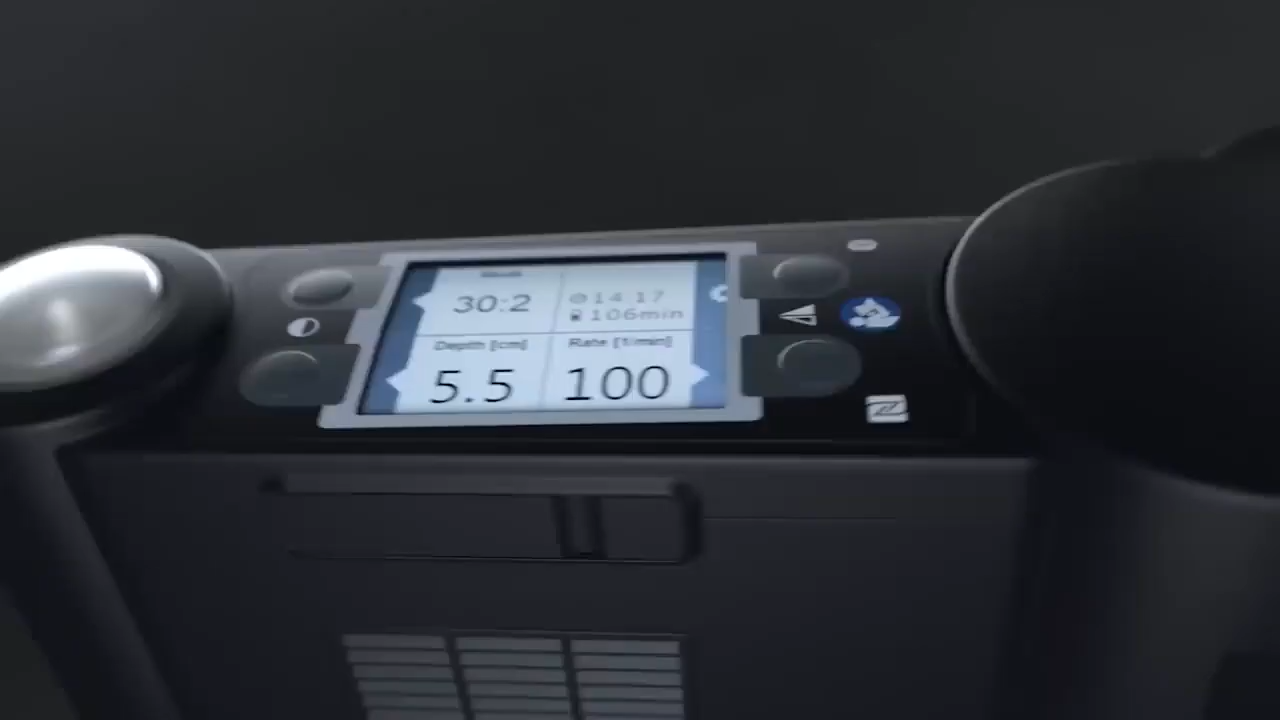 30:2
14 17
106min
Depth [cm]
Rate [1/min]
5.5
100